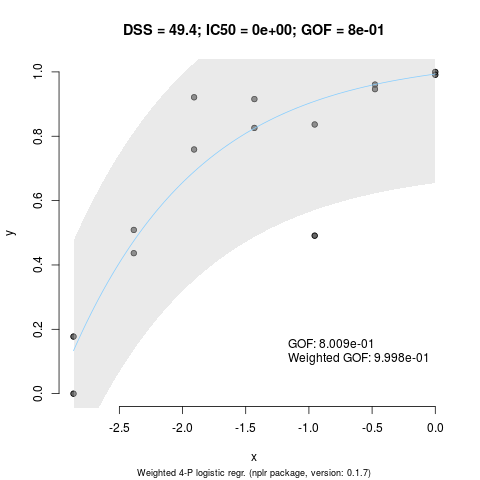 DSS = 49.4; IC50 = 0e+00; GOF = 8e-01
y
1.0
0.8
0.6
0.4
0.2
0.0
GOF: 8.009e-01
Weighted GOF: 9.998e-01
-2.5 -2.0 -1.5 -1.0 -0.5 0.0
x
Weighted 4-P logistic regr. (nplr package, version: 0.1.7)